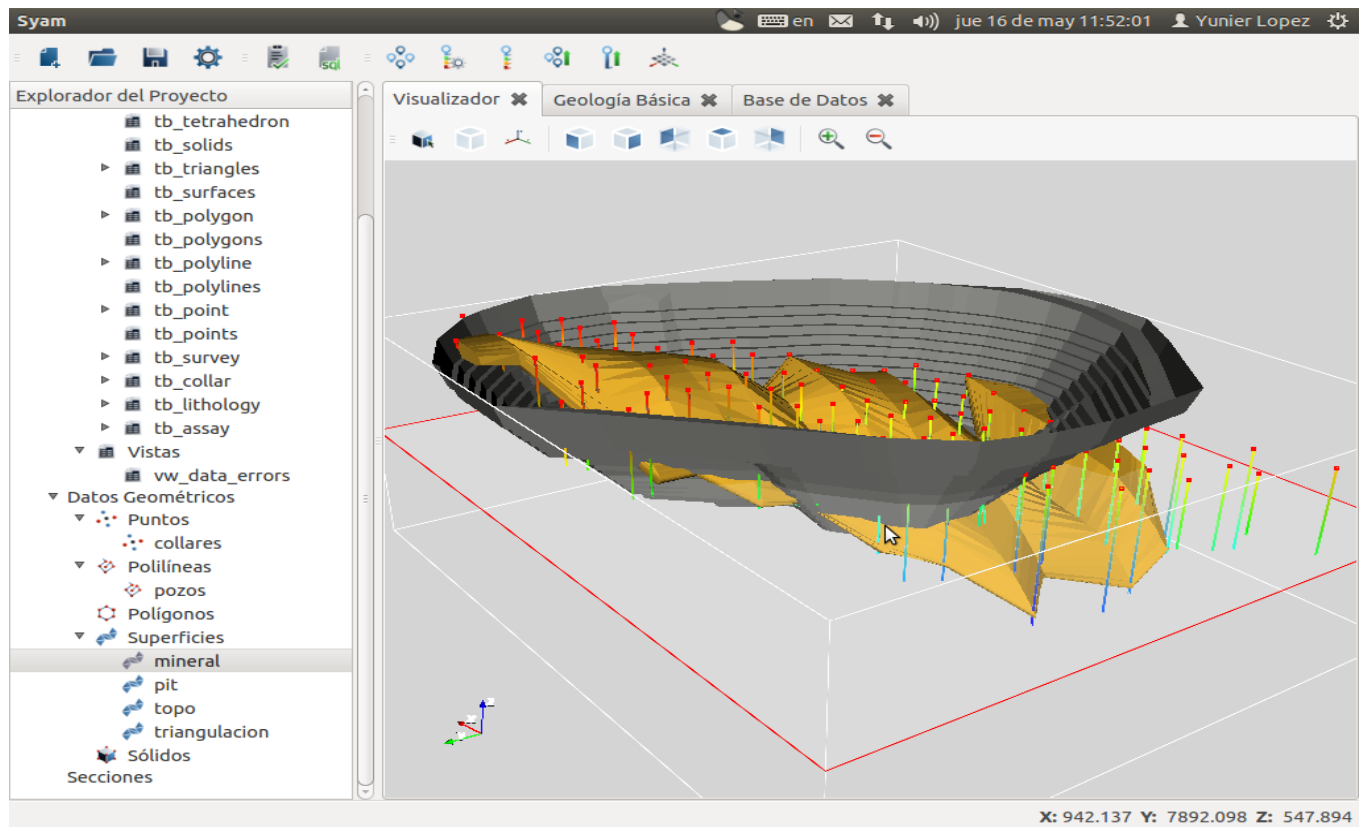 Syam
en
jue 16 de may 11:52:01
Yunier Lopez
sql
Explorador del Proyecto
tb_tetrahedron
tb_solids
tb_triangles
tb_surfaces
tb_polygon
tb_polygons
tb_polyline
tb_polylines
tb_point
tb_points
tb_survey
tb_collar
tb_lithology
tb_assay
Vistas
vw_data_errors
Datos Geométricos
Puntos
collares
Polilíneas
pozos
Polígonos
Superficies
mineral
pit
topo
triangulacion
Sólidos
Secciones
Visualizador
Geología Básica
Base de Datos
X: 942.137 Y: 7892.098 Z: 547.894